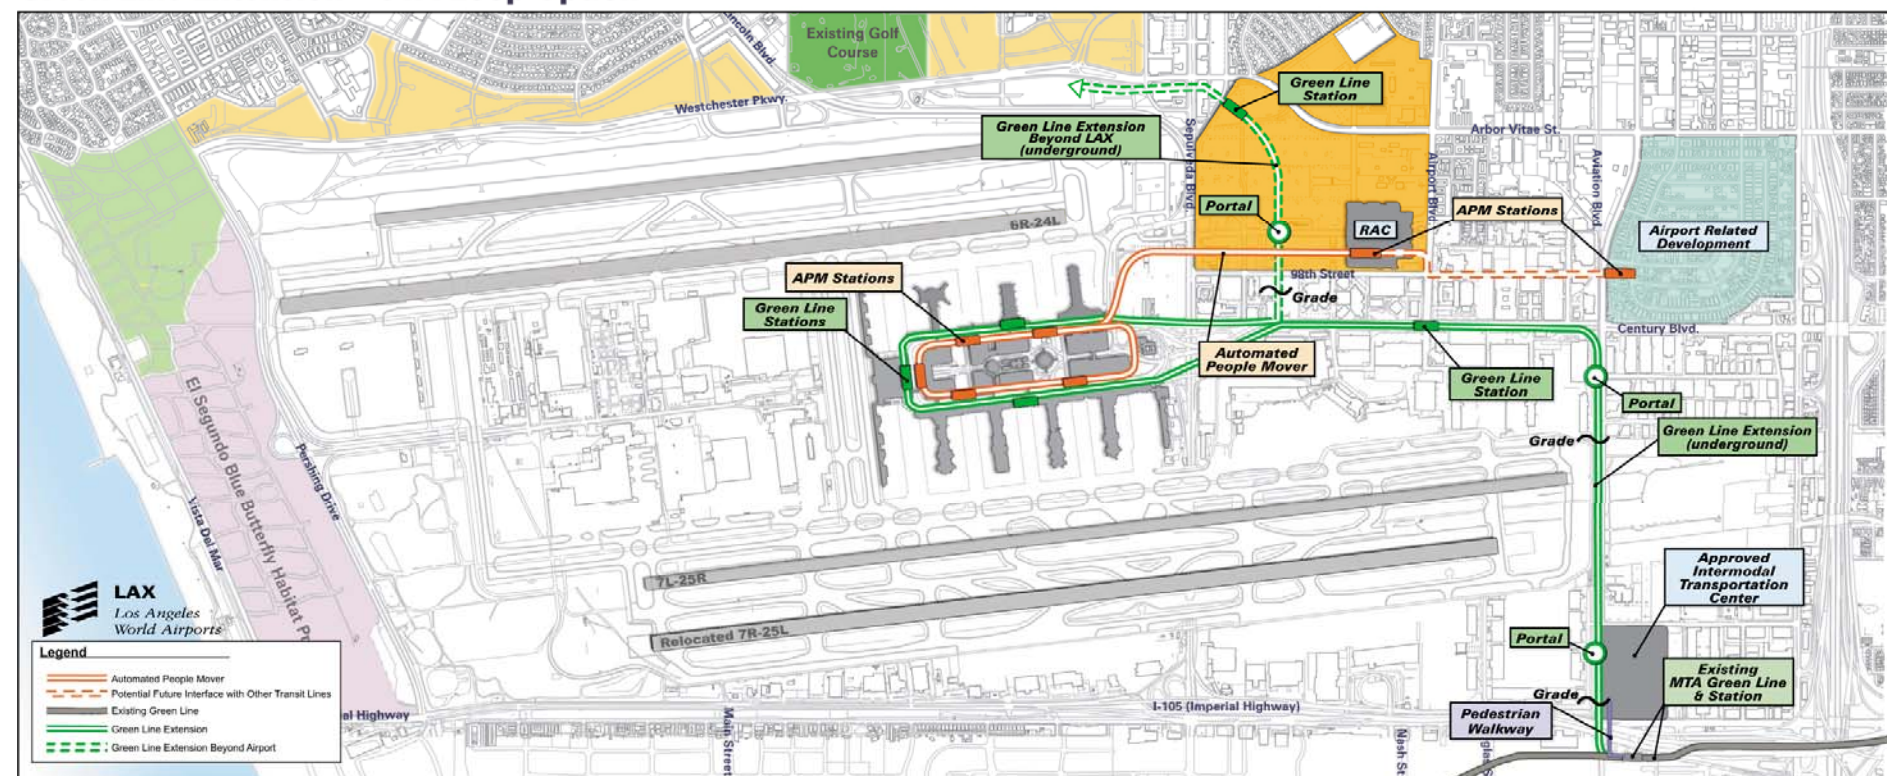 Existing Golf
Course
Lincoln Blvd.
Westchester Pkwy.
Green Line
Station
Green Line Extension
Beyond LAX
(underground)
Sepulveda Blvd.
Arbor Vitae St.
Airport Blvd.
Aviation Blvd.
Portal
RAC
APM Stations
Airport Related
Development
6R-24L
APM Stations
98th Street
Grade
Green Line
Stations
Century Blvd.
Automated
People Mover
Green Line
Station
Portal
Grade
Green Line Extension
(underground)
El Segundo Blue Butterfly Habitat
Pershing Drive
Vista Del Mar
7L-25R
Relocated 7R-25L
Approved
Intermodal
Transportation
Center
Portal
Existing
MTA Green Line
& Station
Grade
Pedestrian
Walkway
I-105 (Imperial Highway)
Highway
Main Street
Nash St
LAX
Los Angeles
World Airports
Legend
Automated People Mover
Potential Future Interface with Other Transit Lines
Existing Green Line
Green Line Extension
Green Line Extension Beyond Airport